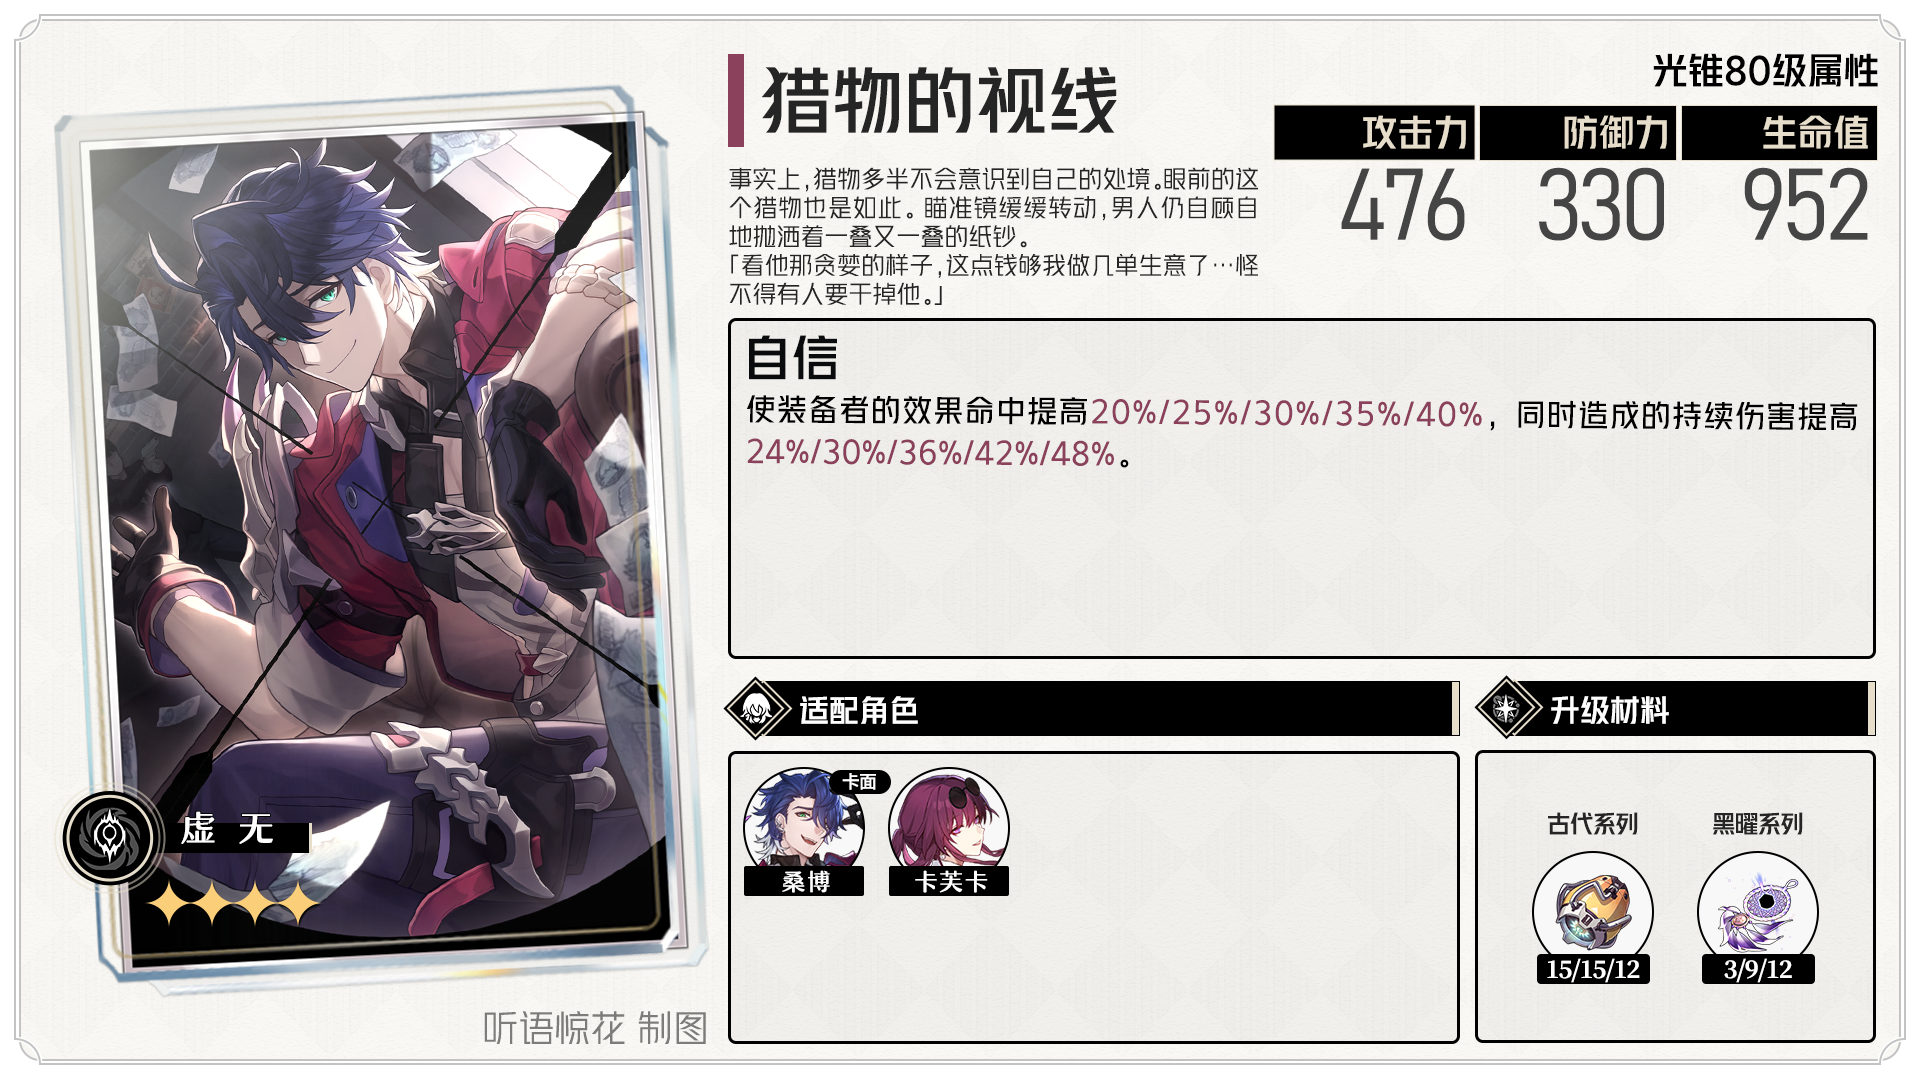 猎物的视线
光锥80级属性
攻击力 防御力 生命值
476 330 952
事实上,猎物多半不会意识到自己的处境。眼前的这
个猎物也是如此。瞄准镜缓缓转动,男人仍自顾自
地抛洒着一叠又一叠的纸钞。
「看他那贪婪的样子,这点钱够我做几单生意了…怪
不得有人要干掉他。」
自信
使装备者的效果命中提高20%/25%/30%/35%/40%，同时造成的持续伤害提高
24%/30%/36%/42%/48%。
虚 无
适配角色
卡面
桑博 卡芙卡
升级材料
古代系列 黑曜系列
15/15/12 3/9/12
听语惊花 制图